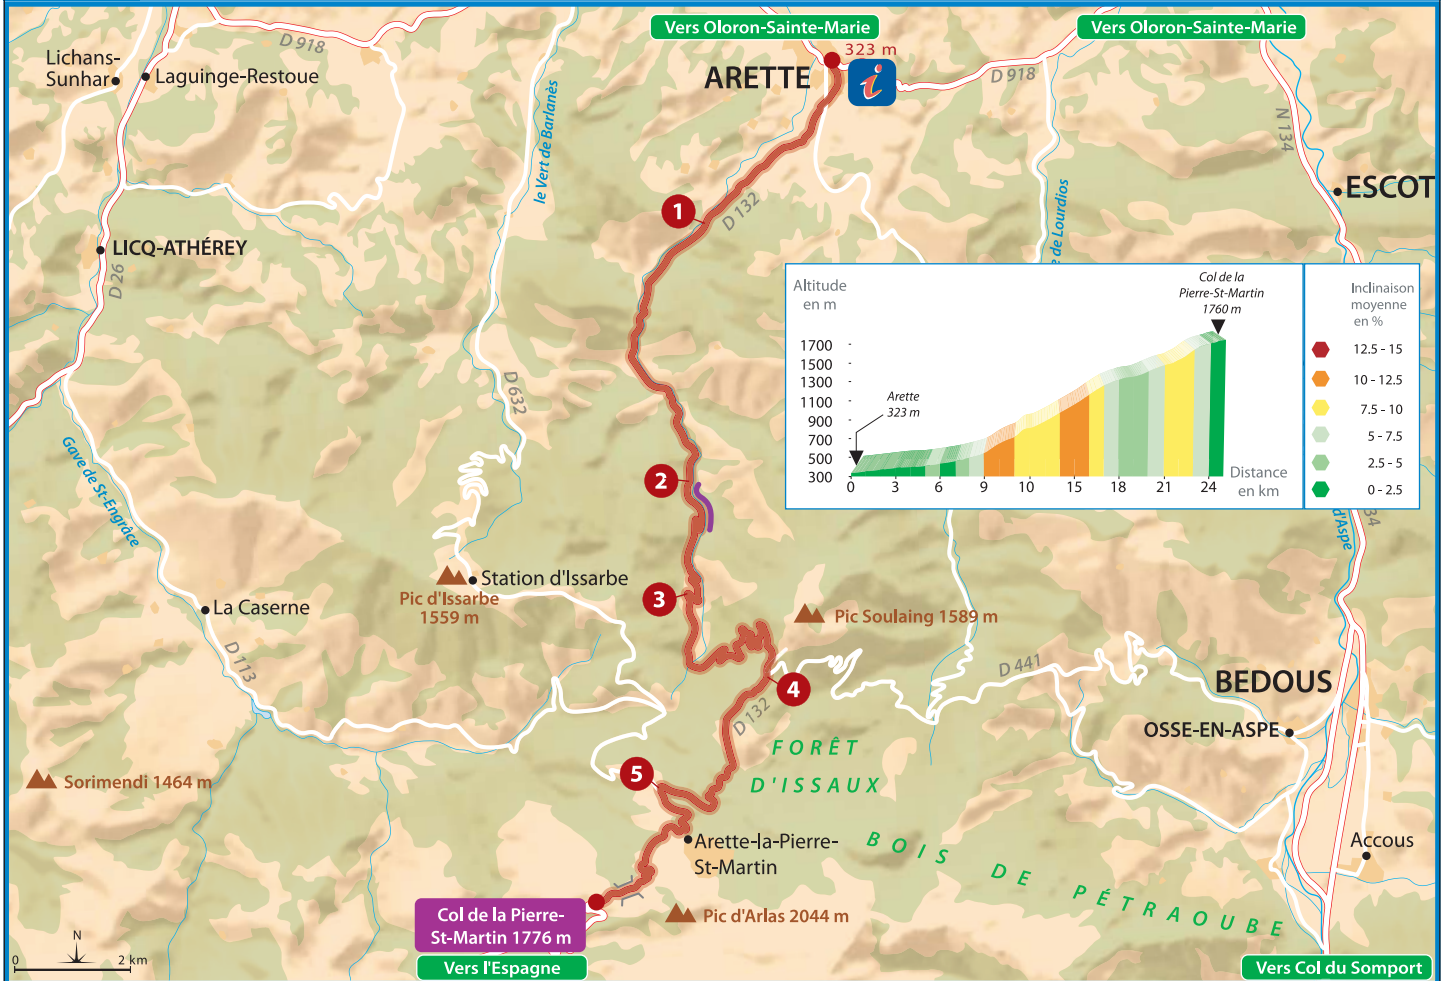 Vers Oloron-Sainte-Marie
Vers Oloron-Sainte-Marie
Lichans-
Sunhar
Laguinge-Restoue
D 918
323 m
ARETTE
i
D 918
N 134
ESCOT
le Vert de Barlanès
1
D 132
e de Lourdios
LICQ-ATHÉREY
D 26
Altitude
en m
Col de la
Pierre-St-Martin
1760 m
Arette
323 m
1700
1500
1300
1100
900
700
500
300
0
3
6
9
10
15
18
21
24
Distance
en km
Inclinaison
moyenne
en %
12.5 - 15
10 - 12.5
7.5 - 10
5 - 7.5
2.5 - 5
0 - 2.5
D 632
Gave de St-Engrâce
2
34
d'Aspe
Station d'Issarbe
Pic d'Issarbe
1559 m
3
La Caserne
Pic Soulaing 1589 m
D 113
D 441
4
BEDOUS
D 132
OSSE-EN-ASPE
FORÊT
D'ISSAUX
5
Sorimendi 1464 m
Arette-la-Pierre-
St-Martin
BOIS DE PÉTRAOUBE
Accous
Col de la Pierre-
St-Martin 1776 m
Pic d'Arlas 2044 m
N
0
2 km
Vers l'Espagne
Vers Col du Somport